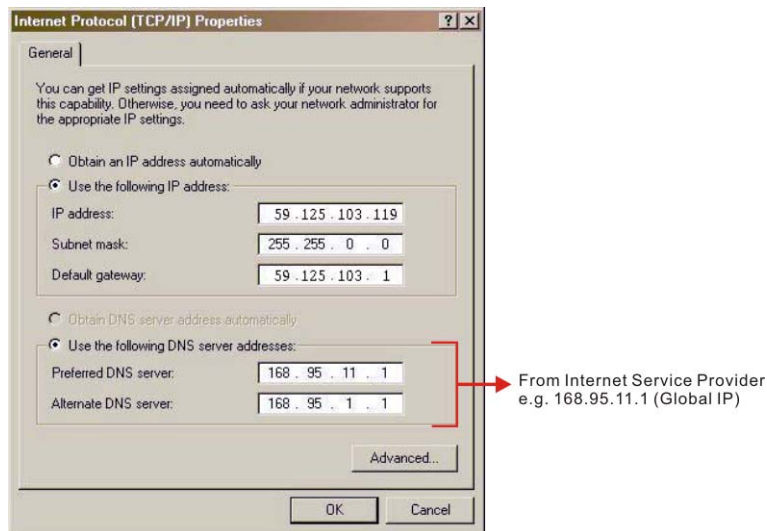 Internet Protocol (TCP/IP) Properties
General
You can get IP settings assigned automatically if your network supports
this capability. Otherwise, you need to ask your network administrator for
the appropriate IP settings.
Obtain an IP address automatically
Use the following IP address:
IP address: 59 . 125 . 103 . 119
Subnet mask: 255 . 255 . 0 . 0
Default gateway: 59 . 125 . 103 . 1
Obtain DNS server address automatically
Use the following DNS server addresses:
Preferred DNS server: 168 . 95 . 11 . 1
Alternate DNS server: 168 . 95 . 1 . 1
From Internet Service Provider
e.g. 168.95.11.1 (Global IP)
Advanced...
OK
Cancel